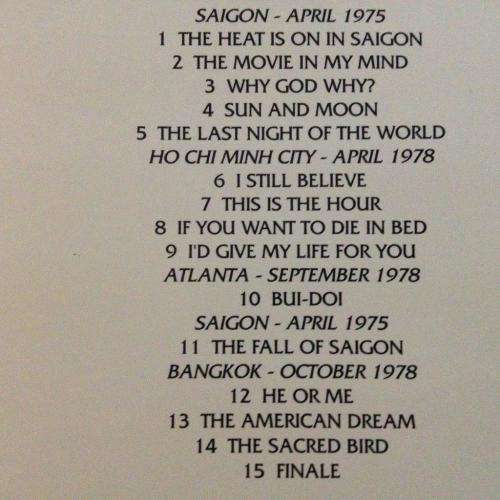 SAIGON - APRIL 1975
1 THE HEAT IS ON IN SAIGON
2 THE MOVIE IN MY MIND
3 WHY GOD WHY?
4 SUN AND MOON
5 THE LAST NIGHT OF THE WORLD
HO CHI MINH CITY - APRIL 1978
6 I STILL BELIEVE
7 THIS IS THE HOUR
8 IF YOU WANT TO DIE IN BED
9 I'D GIVE MY LIFE FOR YOU
ATLANTA - SEPTEMBER 1978
10 BUI-DOI
SAIGON - APRIL 1975
11 THE FALL OF SAIGON
BANGKOK - OCTOBER 1978
12 HE OR ME
13 THE AMERICAN DREAM
14 THE SACRED BIRD
15 FINALE